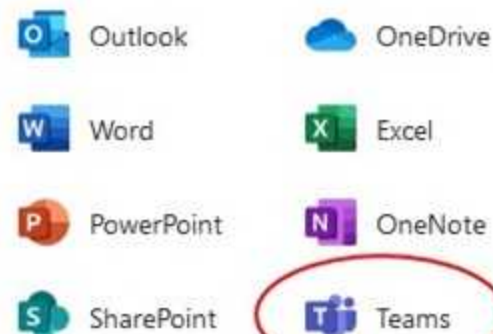 Outlook OneDrive
Word Excel
PowerPoint OneNote
SharePoint Teams